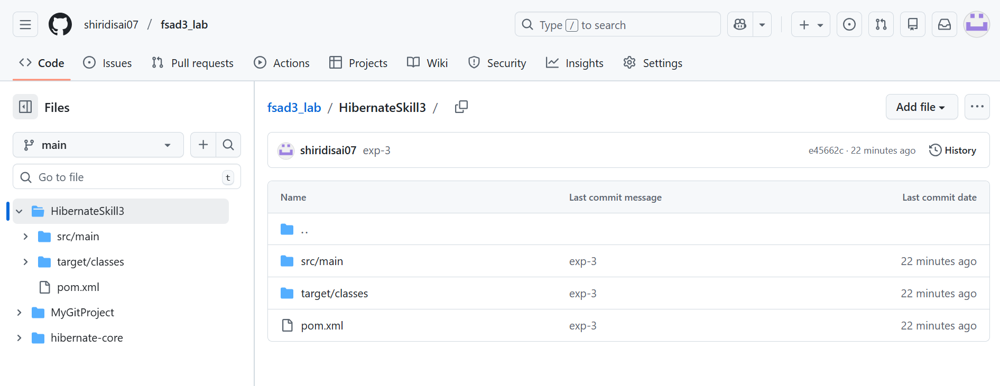 shiridisai07 / fsad3_lab
Type / to search
Code Issues Pull requests Actions Projects Wiki Security Insights Settings
Files
main
Go to file t
HibernateSkill3
src/main
target/classes
pom.xml
MyGitProject
hibernate-core
fsad3_lab / HibernateSkill3 /
Add file
shiridisai07 exp-3 e45662c · 22 minutes ago History
Name Last commit message Last commit date
..
src/main exp-3 22 minutes ago
target/classes exp-3 22 minutes ago
pom.xml exp-3 22 minutes ago